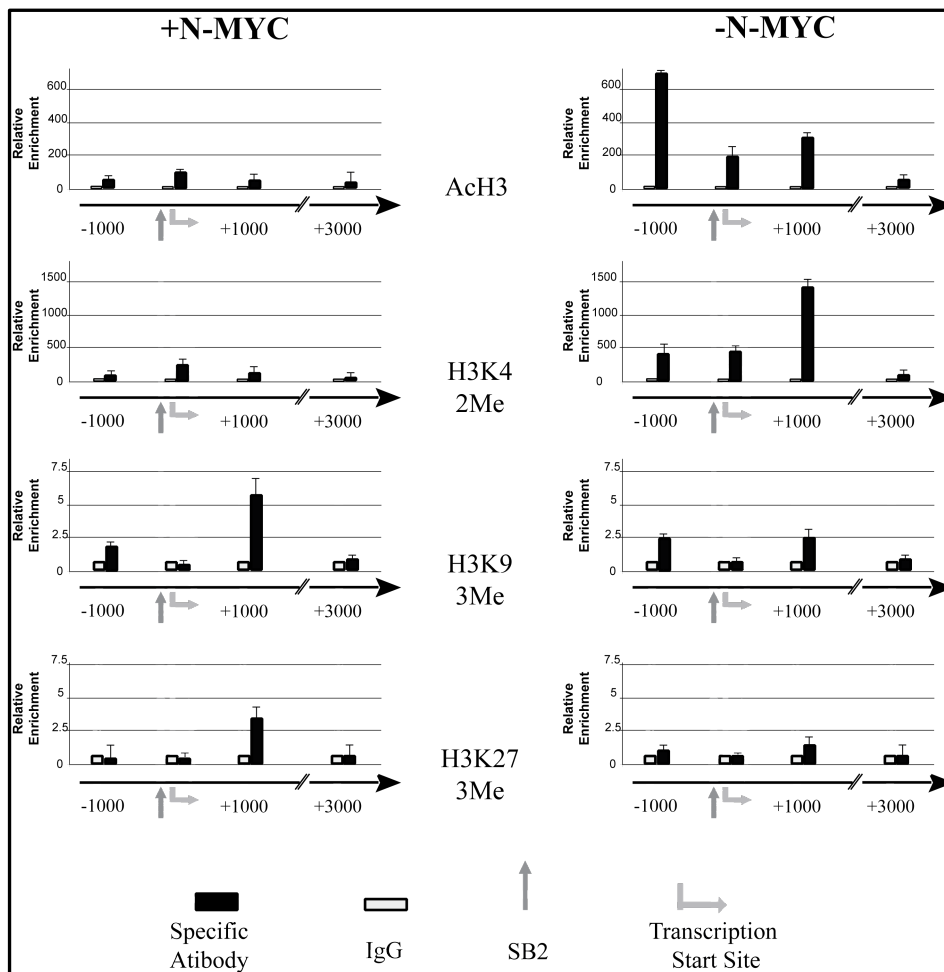 +N-MYC
-N-MYC
Relative
Enrichment
600
400
200
0
-1000
+1000
+3000
AcH3
Relative
Enrichment
600
400
200
0
-1000
+1000
+3000
Relative
Enrichment
1500
1000
500
0
-1000
+1000
+3000
H3K4
2Me
Relative
Enrichment
1500
1000
500
0
-1000
+1000
+3000
Relative
Enrichment
7.5
5
2.5
0
-1000
+1000
+3000
H3K9
3Me
Relative
Enrichment
7.5
5
2.5
0
-1000
+1000
+3000
Relative
Enrichment
7.5
5
2.5
0
-1000
+1000
+3000
H3K27
3Me
Relative
Enrichment
7.5
5
2.5
0
-1000
+1000
+3000
Specific
Atibody
IgG
SB2
Transcription
Start Site